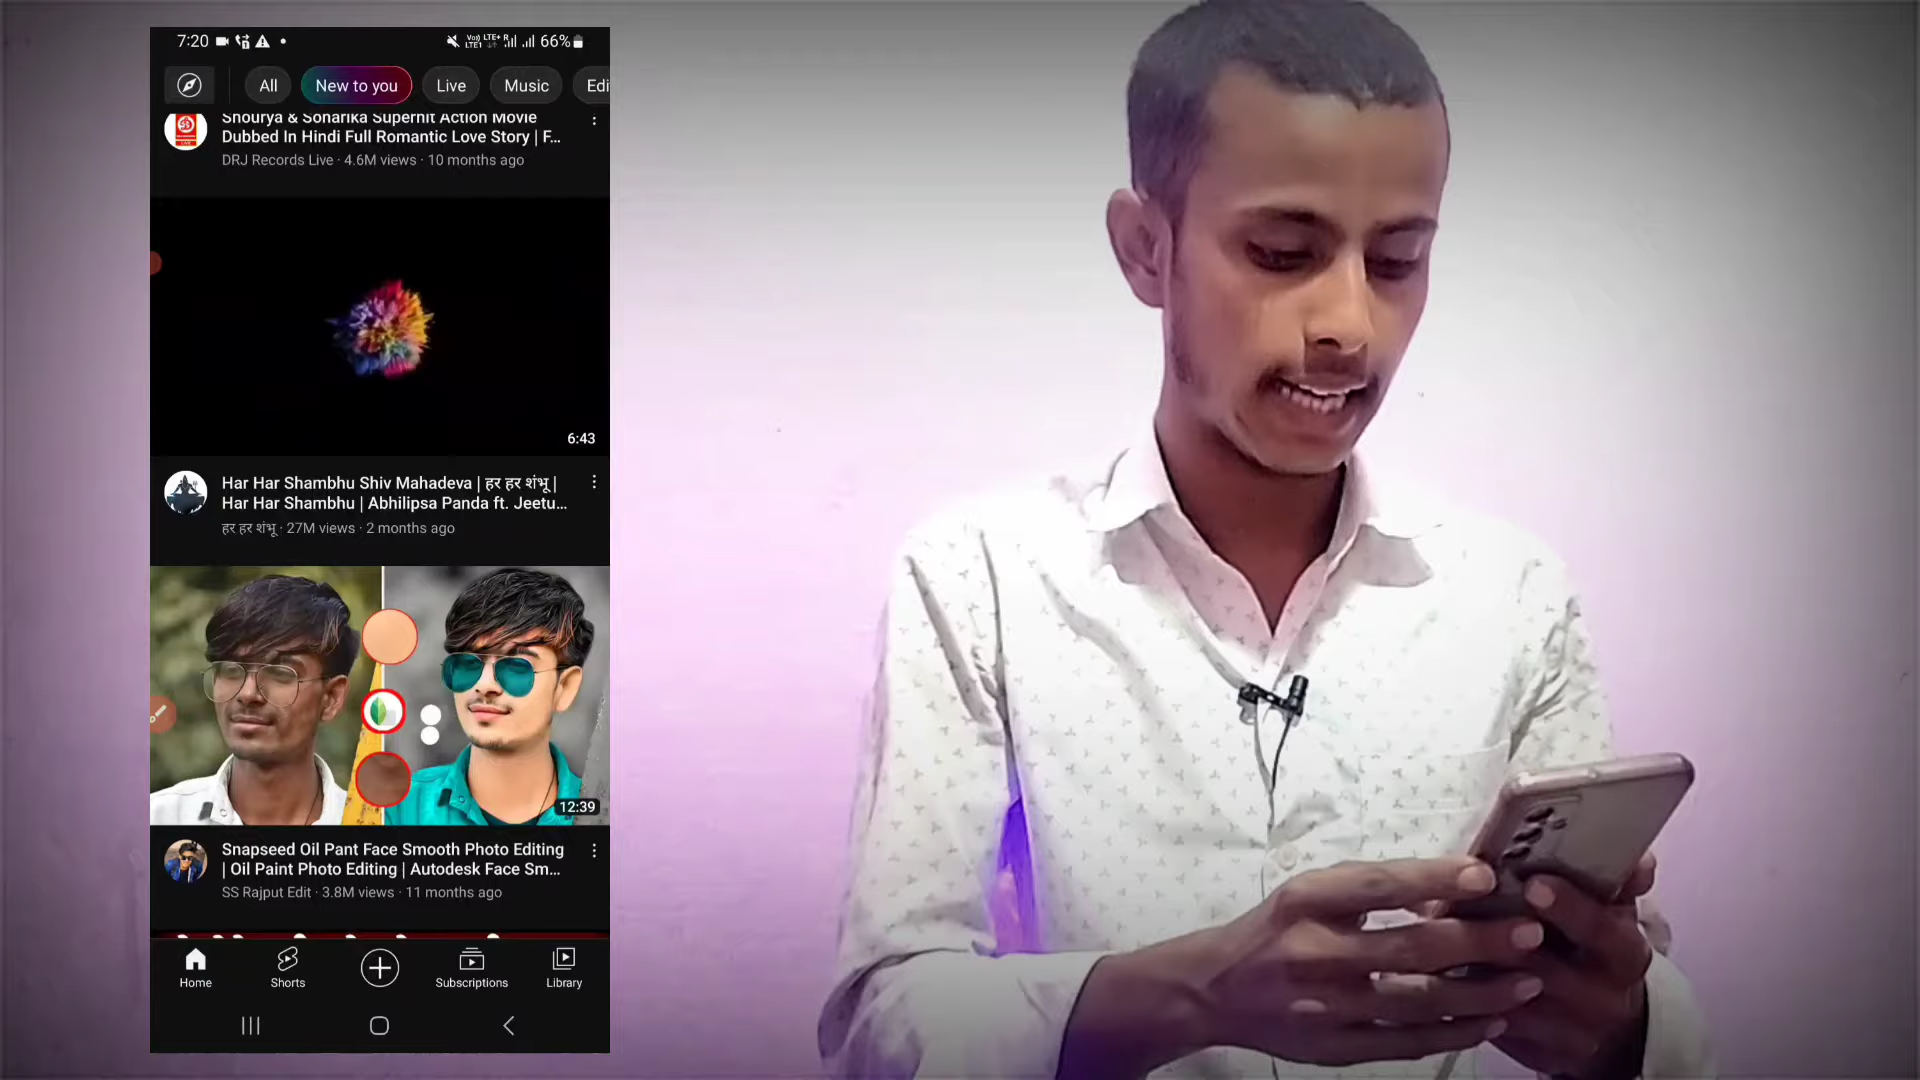 7:20
66%
All
New to you
Live
Music
Edi
Shourya & Sonarika Superhit Action Movie
Dubbed In Hindi Full Romantic Love Story | F...
DRJ Records Live · 4.6M views · 10 months ago
6:43
Har Har Shambhu Shiv Mahadeva | हर हर शंभू |
Har Har Shambhu | Abhilipsa Panda ft. Jeetu...
हर हर शंभू · 27M views · 2 months ago
12:39
Snapseed Oil Pant Face Smooth Photo Editing
| Oil Paint Photo Editing | Autodesk Face Sm...
SS Rajput Edit · 3.8M views · 11 months ago
Home
Shorts
Subscriptions
Library